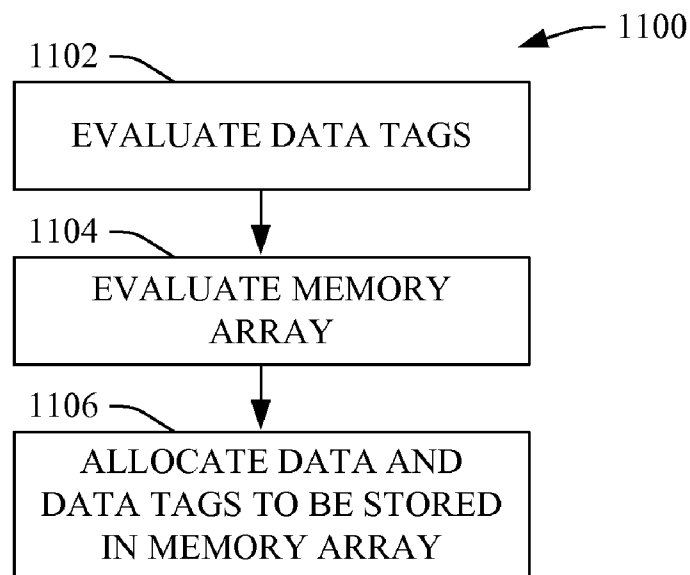 1100
1102
EVALUATE DATA TAGS
1104
EVALUATE MEMORY
ARRAY
1106
ALLOCATE DATA AND
DATA TAGS TO BE STORED
IN MEMORY ARRAY